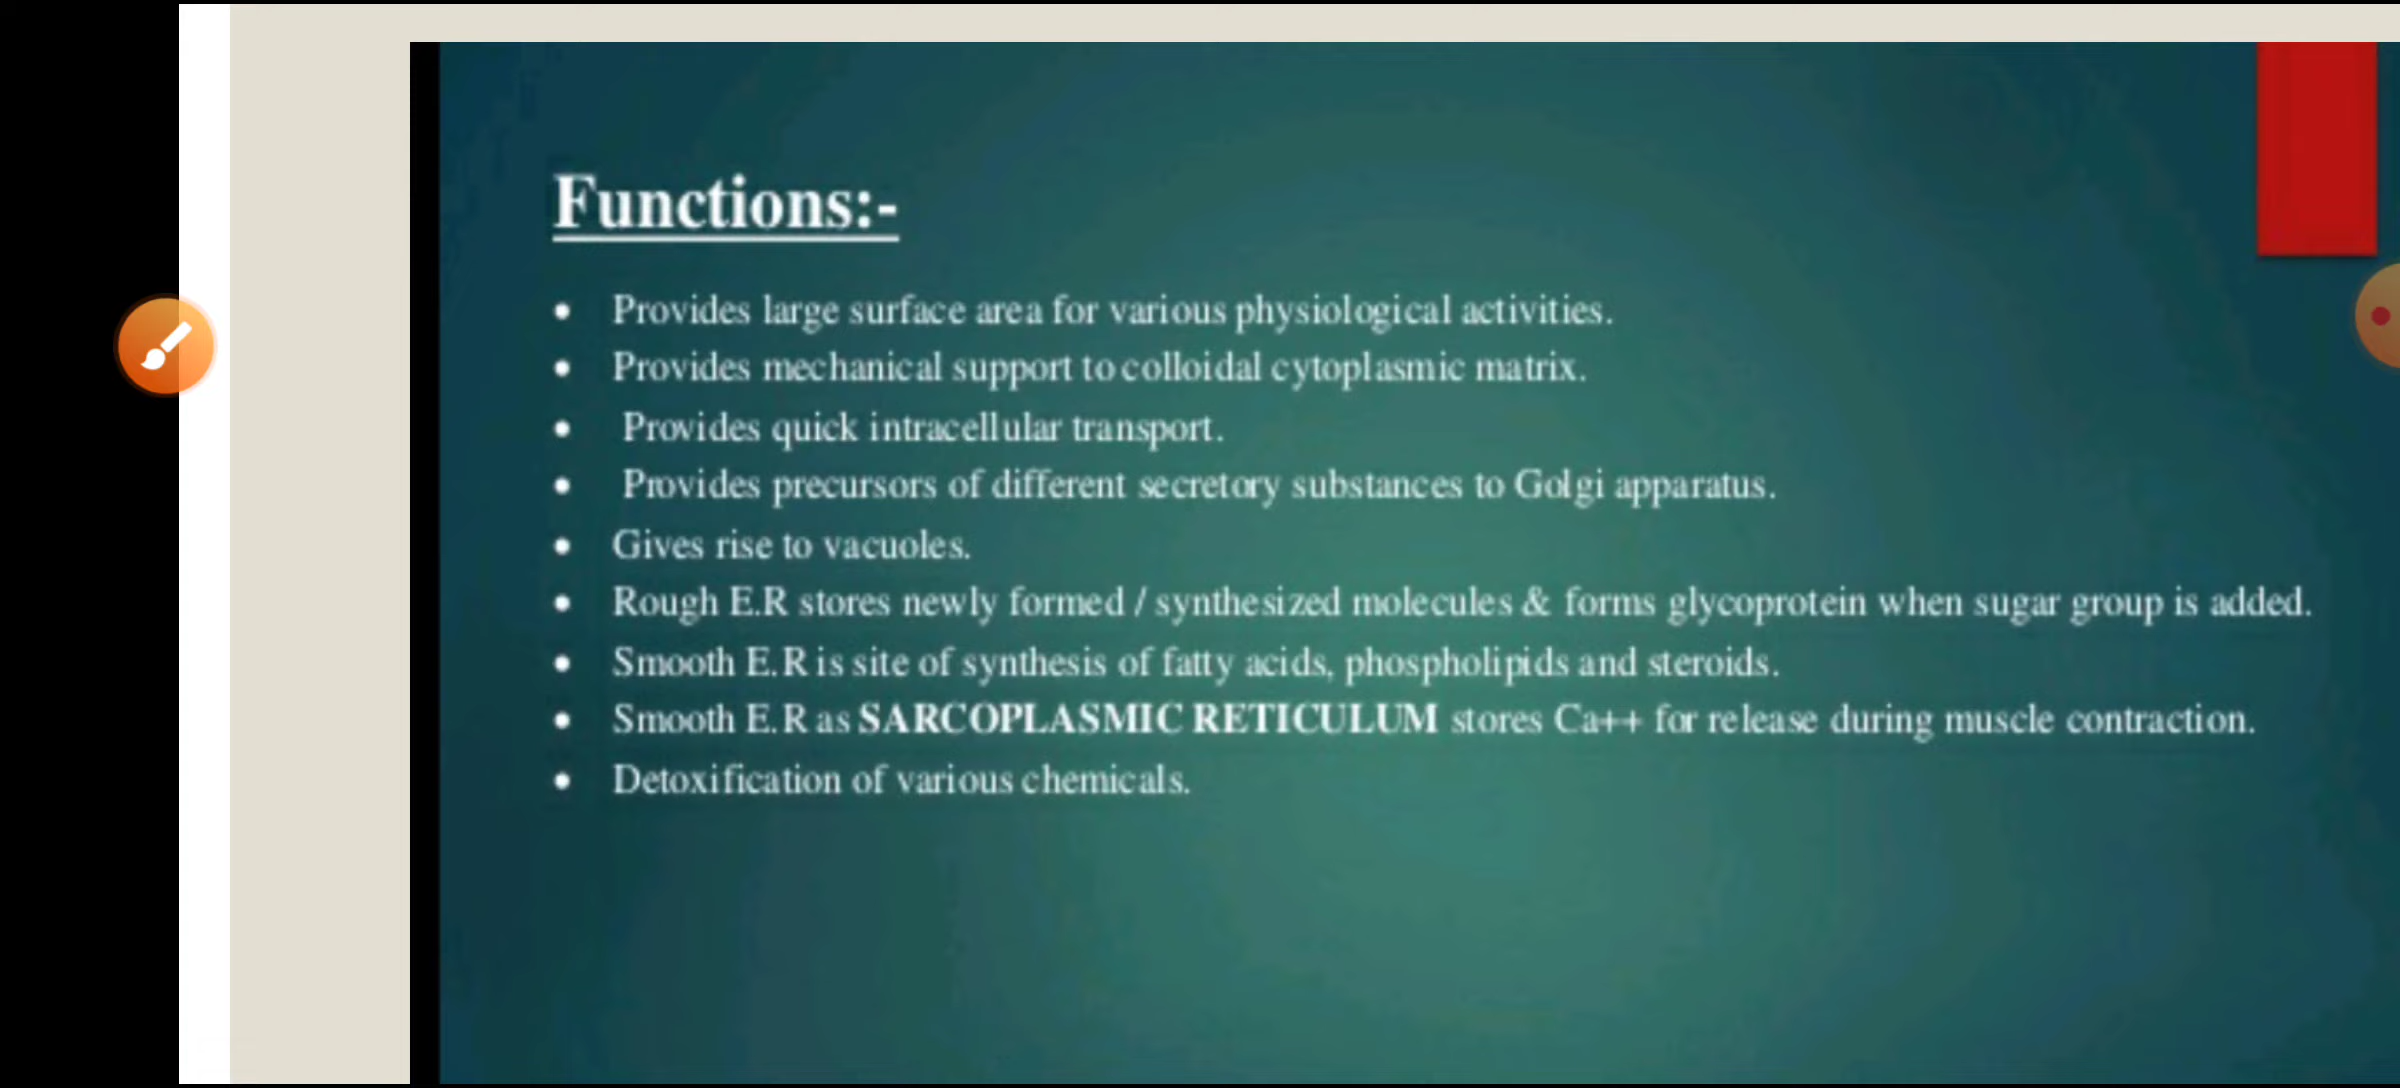 Functions:-
• Provides large surface area for various physiological activities.
• Provides mechanical support to colloidal cytoplasmic matrix.
• Provides quick intracellular transport.
• Provides precursors of different secretory substances to Golgi apparatus.
• Gives rise to vacuoles.
• Rough E.R stores newly formed / synthesized molecules & forms glycoprotein when sugar group is added.
• Smooth E.R is site of synthesis of fatty acids, phospholipids and steroids.
• Smooth E.R as SARCOPLASMIC RETICULUM stores Ca++ for release during muscle contraction.
• Detoxification of various chemicals.